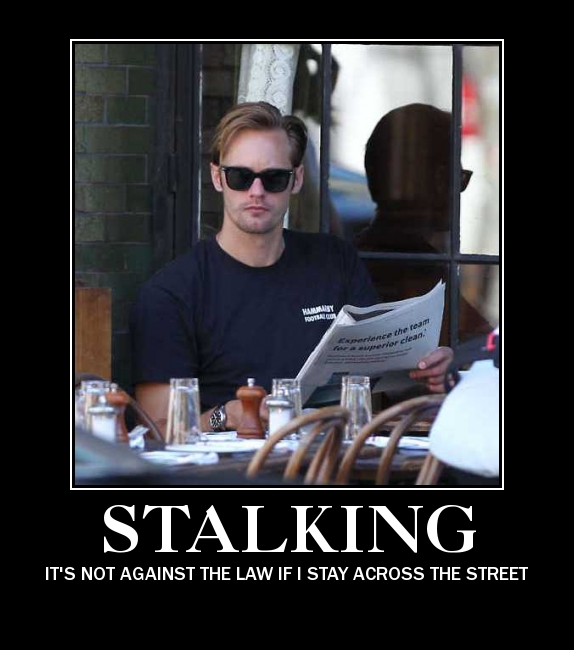 HAMMARBY
FOOTBALL CLUB
Experience the team
for a superior clean.
STALKING
IT'S NOT AGAINST THE LAW IF I STAY ACROSS THE STREET